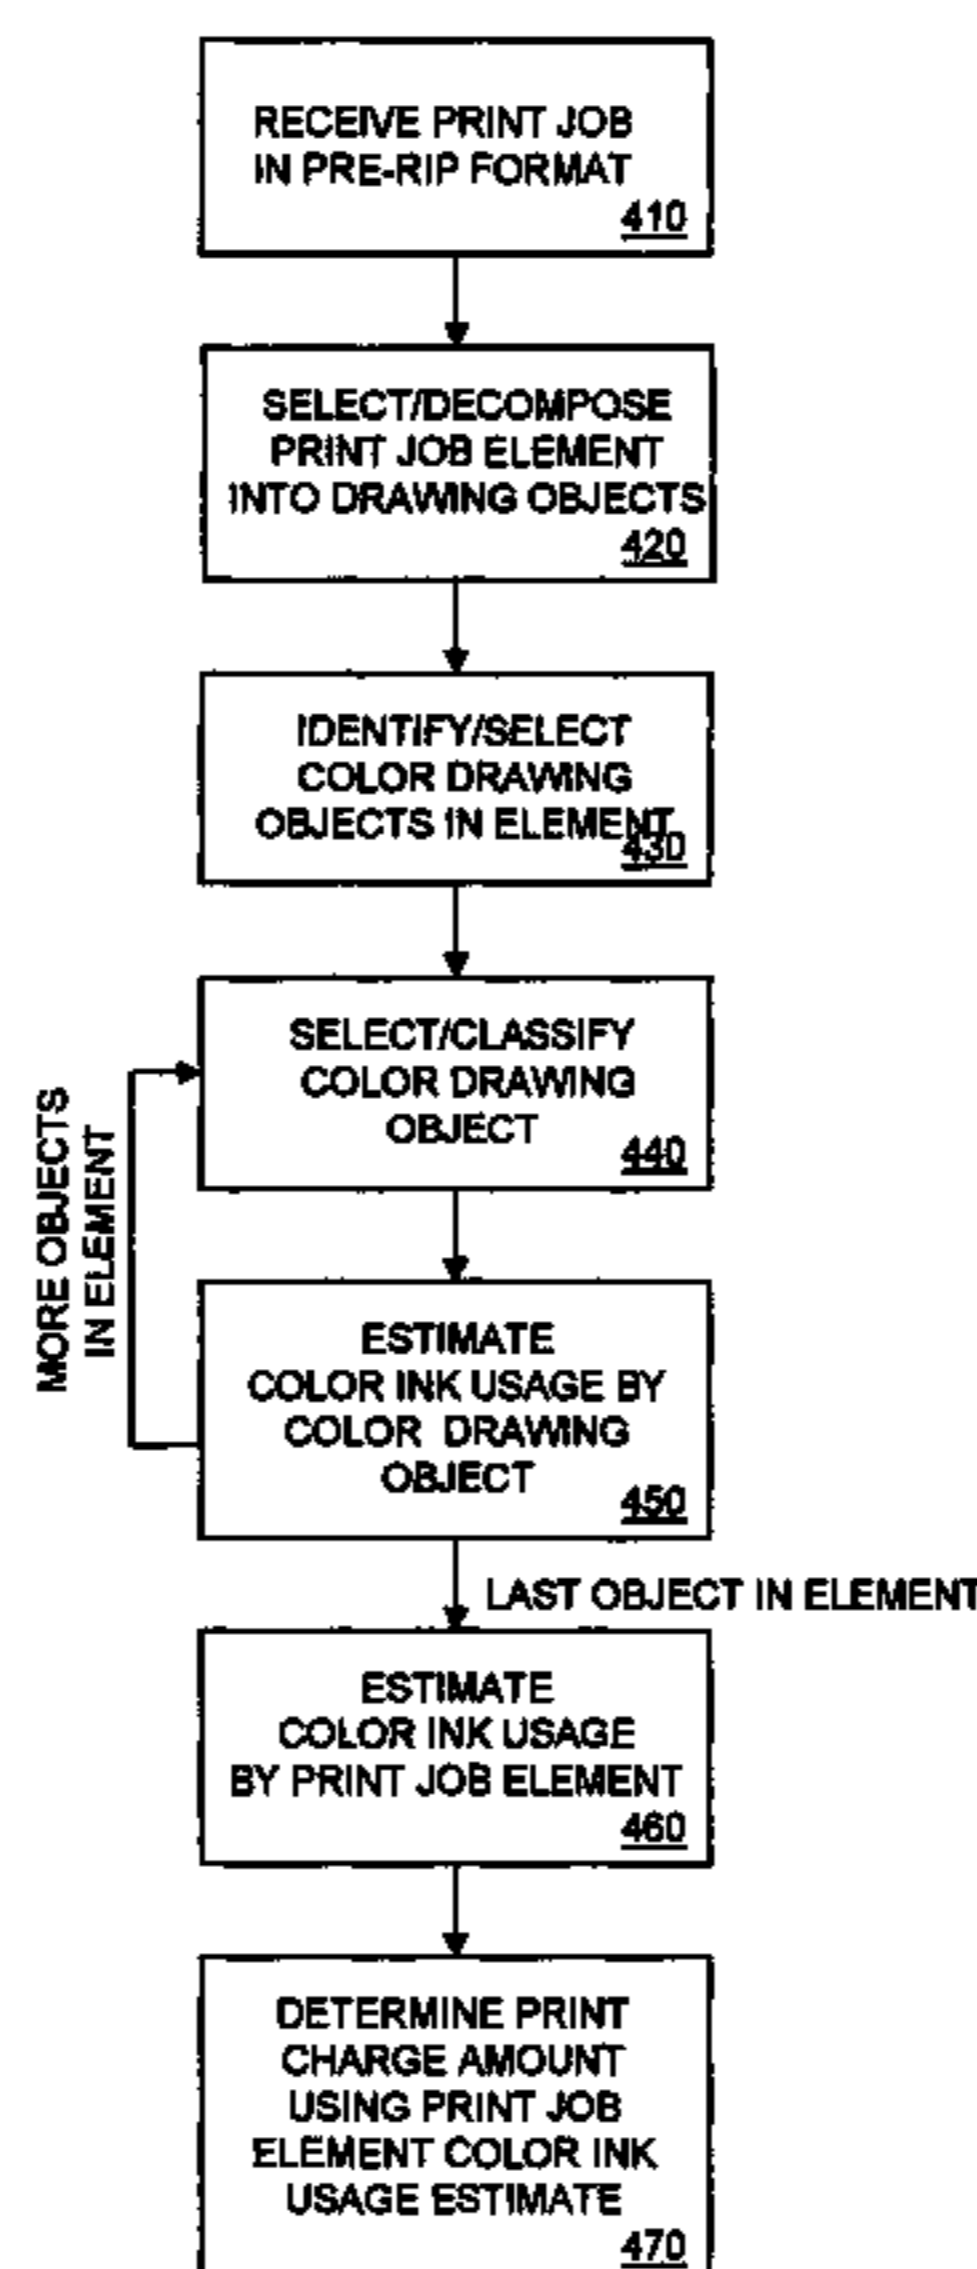 RECEIVE PRINT JOB
IN PRE-RIP FORMAT
410
SELECT/DECOMPOSE
PRINT JOB ELEMENT
INTO DRAWING OBJECTS
420
IDENTIFY/SELECT
COLOR DRAWING
OBJECTS IN ELEMENT
430
SELECT/CLASSIFY
COLOR DRAWING
OBJECT
440
MORE OBJECTS
IN ELEMENT
ESTIMATE
COLOR INK USAGE BY
COLOR DRAWING
OBJECT
450
LAST OBJECT IN ELEMENT
ESTIMATE
COLOR INK USAGE
BY PRINT JOB ELEMENT
460
DETERMINE PRINT
CHARGE AMOUNT
USING PRINT JOB
ELEMENT COLOR INK
USAGE ESTIMATE
470